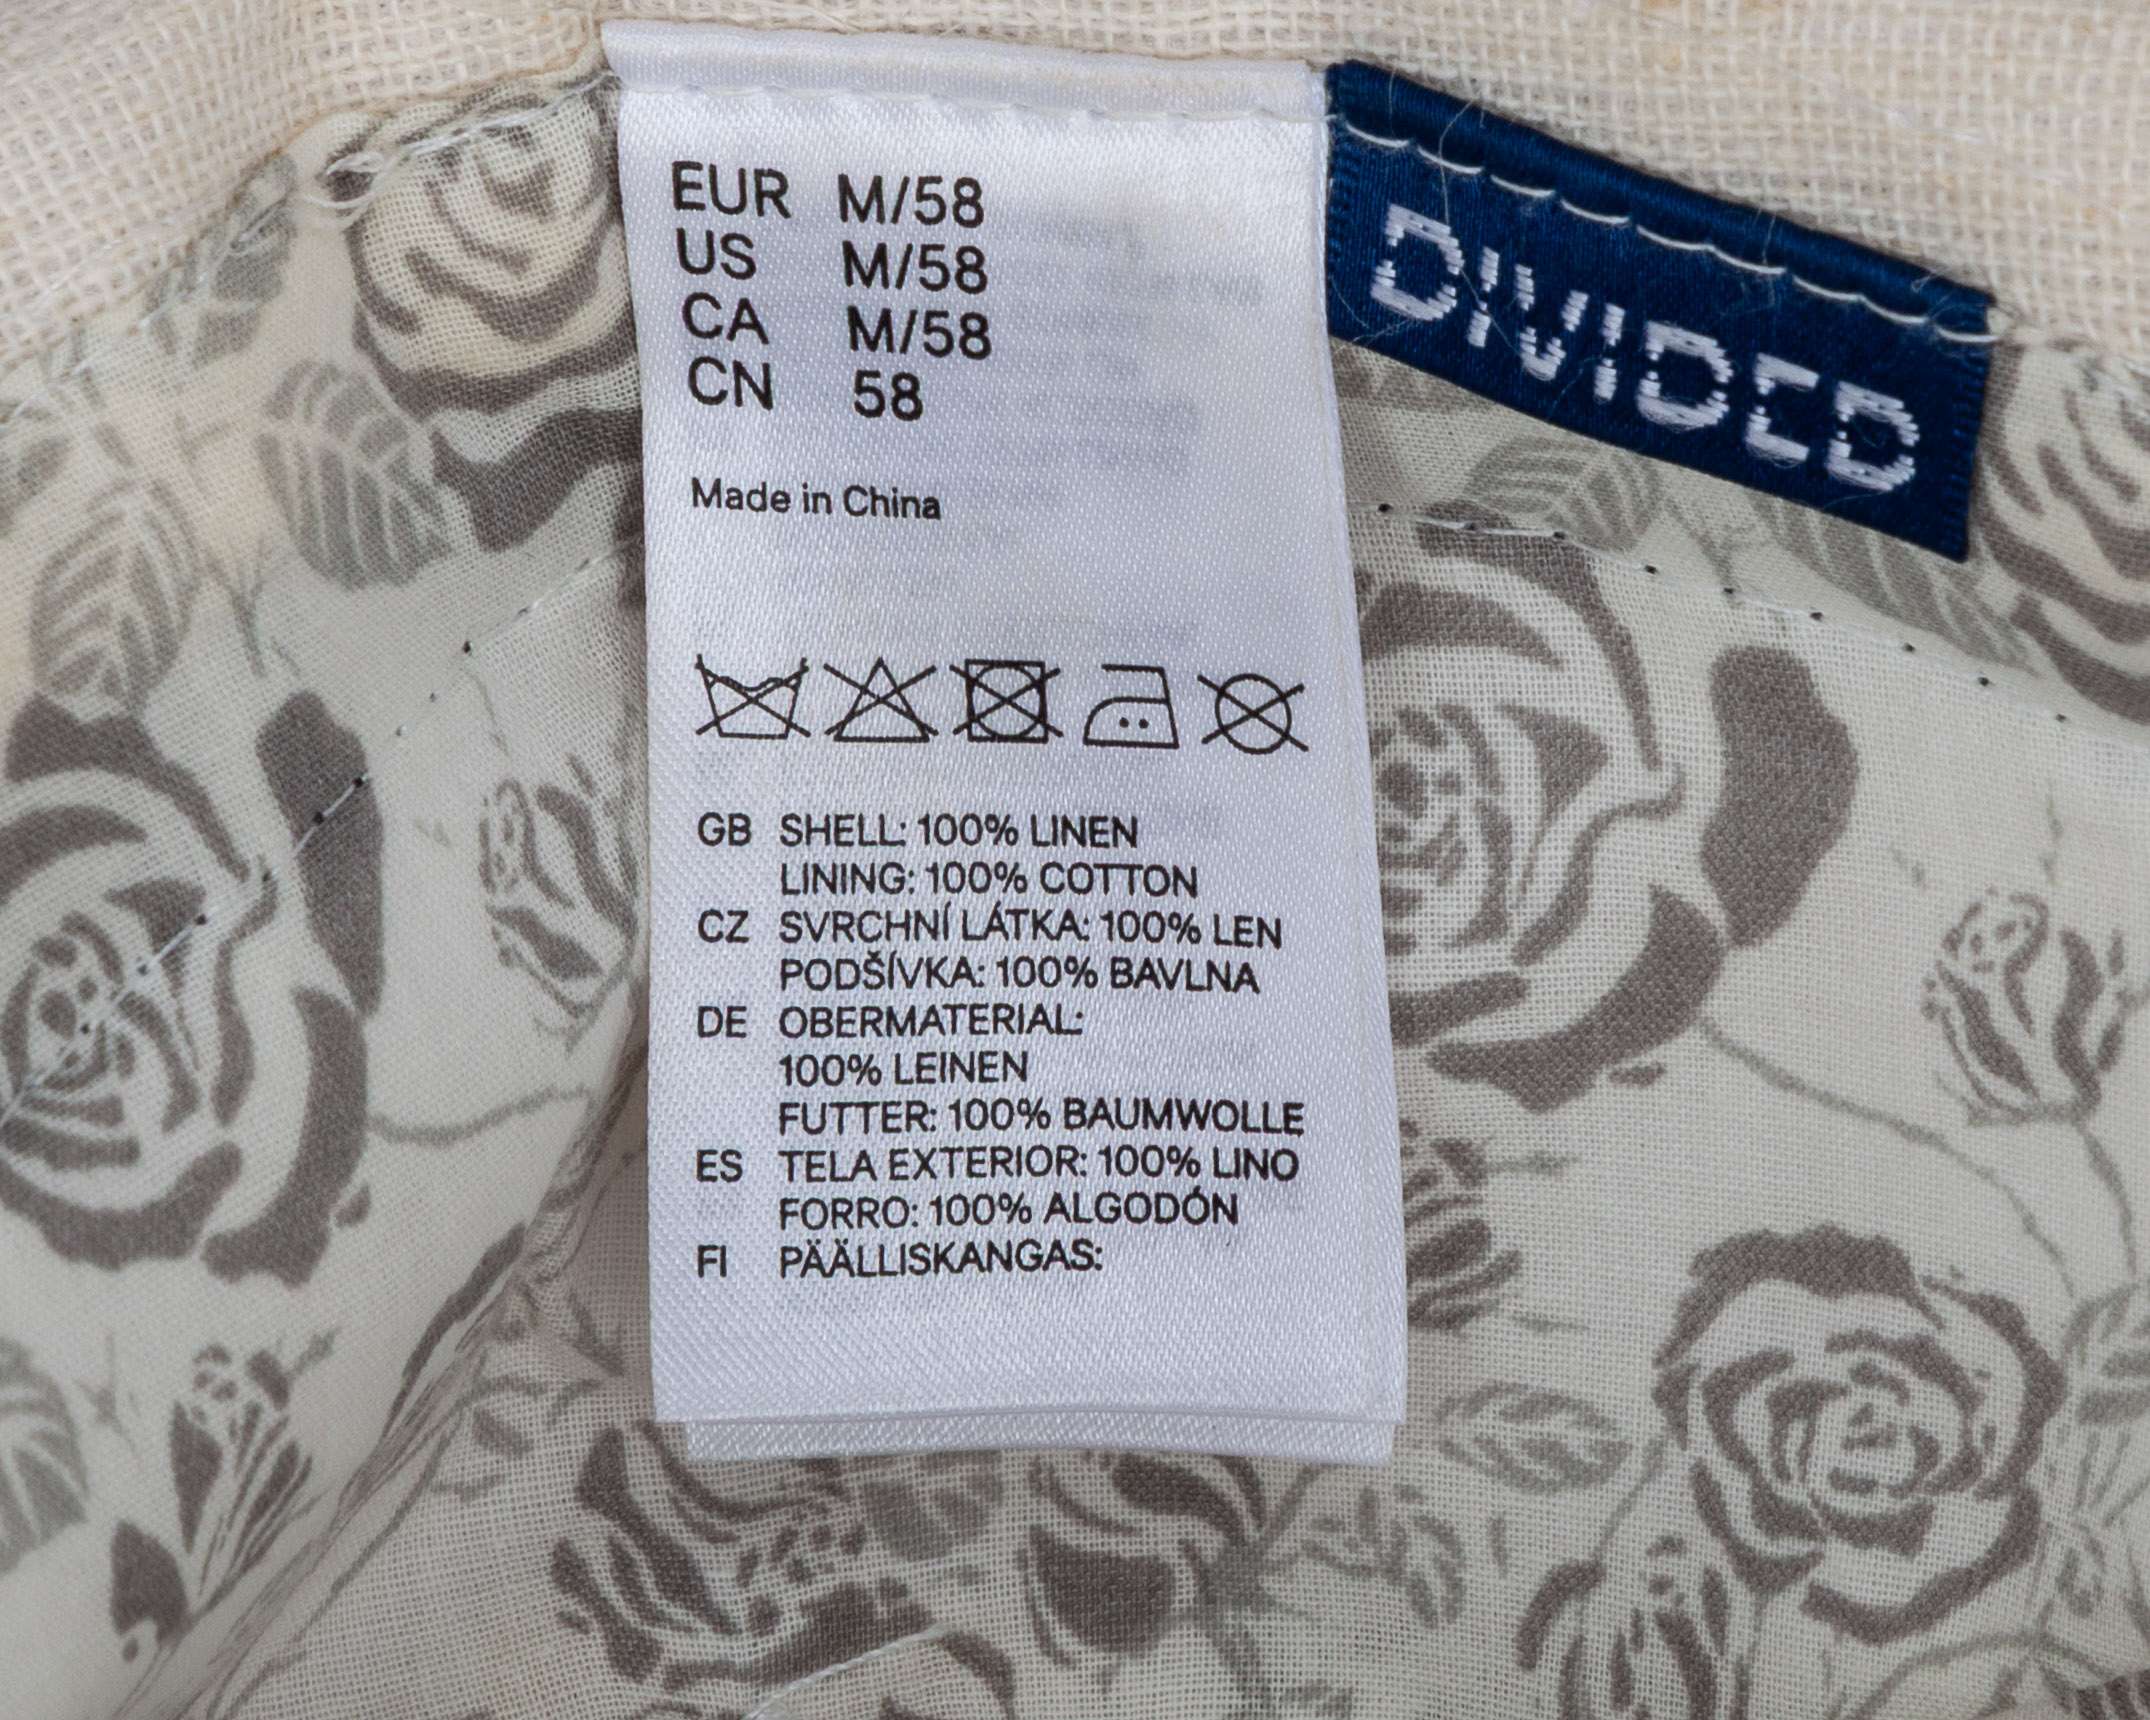 EUR M/58
US M/58
CA M/58
CN 58
DIVIDED
Made in China
GB SHELL: 100% LINEN
LINING: 100% COTTON
CZ SVRCHNÍ LÁTKA: 100% LEN
PODŠÍVKA: 100% BAVLNA
DE OBERMATERIAL:
100% LEINEN
FUTTER: 100% BAUMWOLLE
ES TELA EXTERIOR: 100% LINO
FORRO: 100% ALGODÓN
FI PÄÄLLISKANGAS: